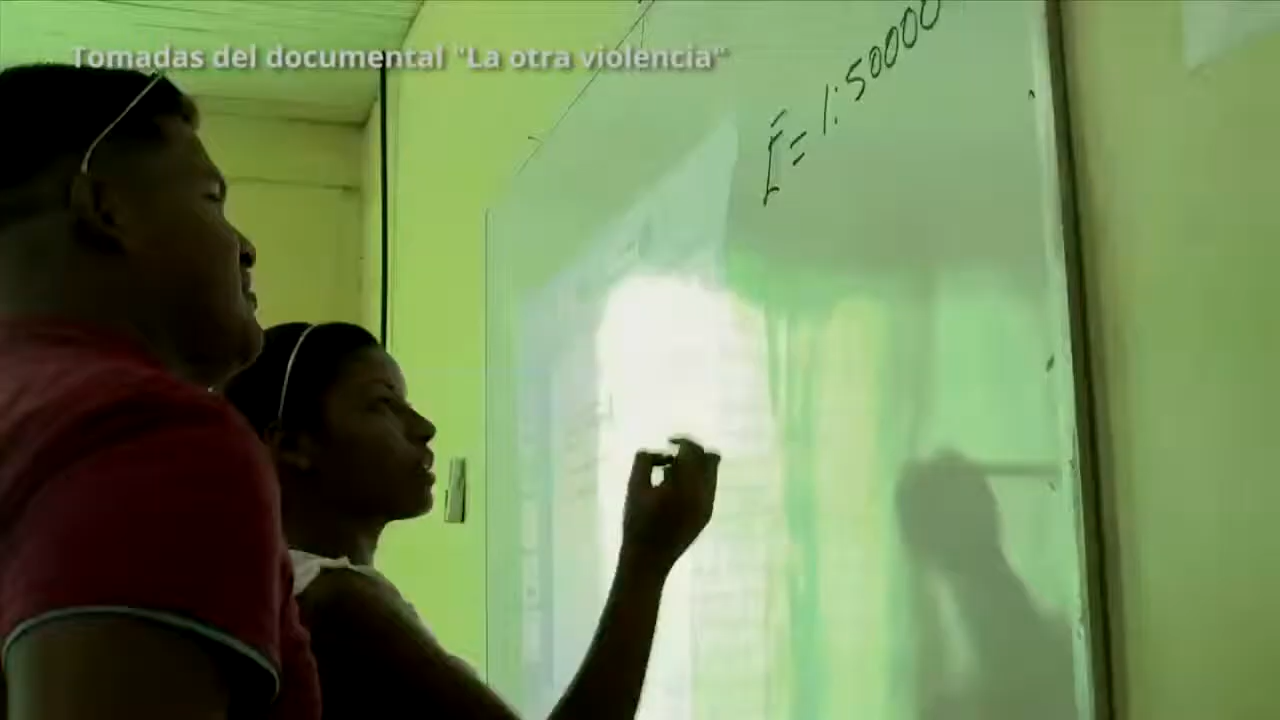 Tomadas del documental "La otra violencia"
E = 1:50000